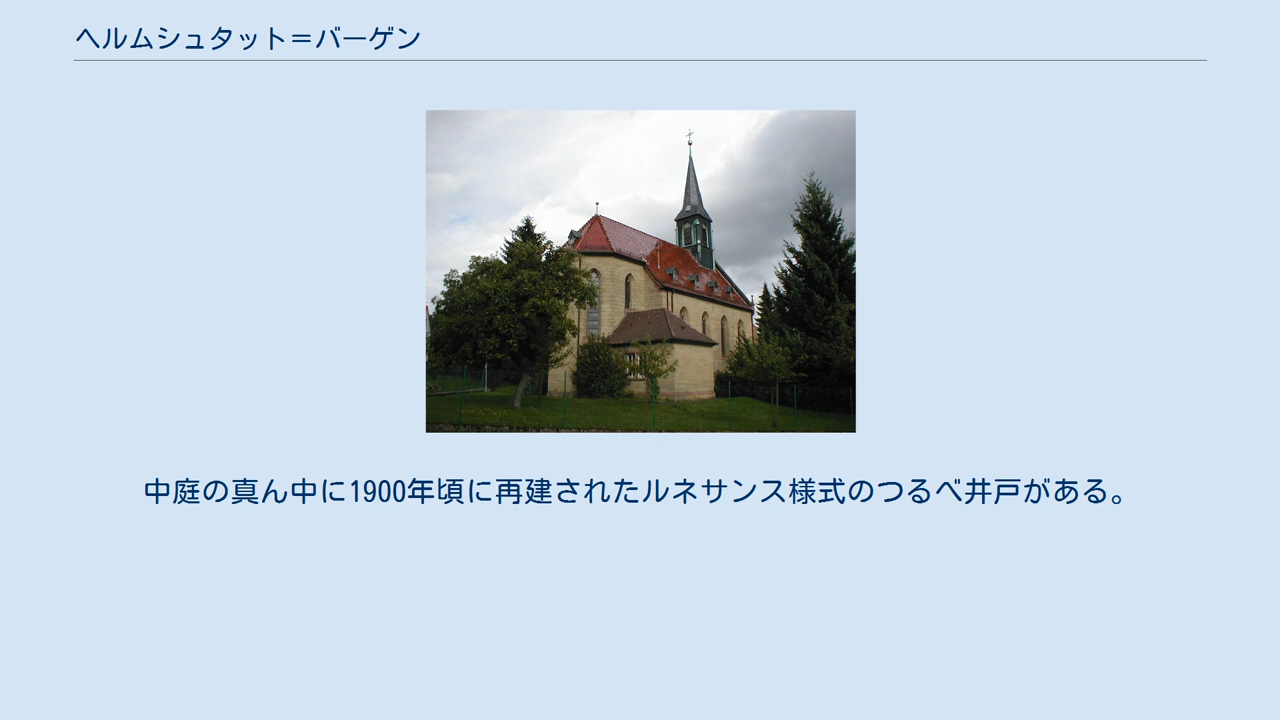 ヘルムシュタット＝バーゲン
中庭の真ん中に1900年頃に再建されたルネサンス様式のつるべ井戸がある。